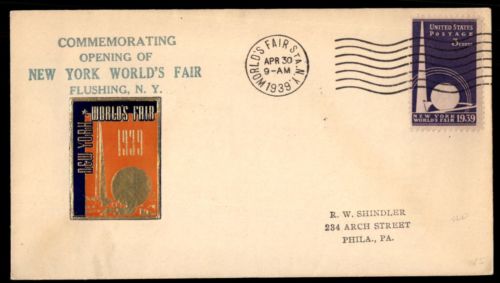 COMMEMORATING
OPENING OF
NEW YORK WORLD'S FAIR
FLUSHING, N. Y.
WORLD'S FAIR STA. N.Y.
APR 30
9-AM
1939
UNITED STATES
POSTAGE
3 CENTS
NEW YORK
WORLD'S FAIR
1939
NEW YORK
WORLD'S FAIR
1939
R. W. SHINDLER
234 ARCH STREET
PHILA., PA.